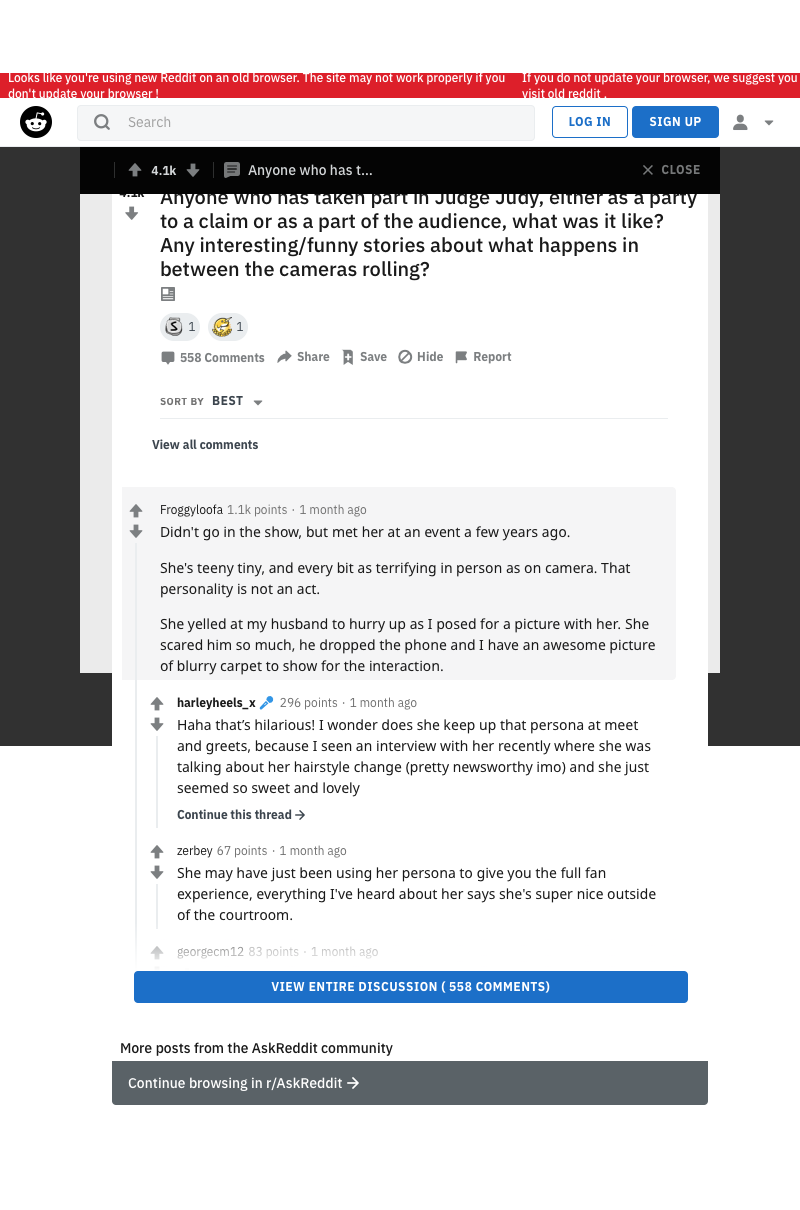 Looks like you're using new Reddit on an old browser. The site may not work properly if you
don't update your browser !
If you do not update your browser, we suggest you
visit old reddit .
Search
LOG IN
SIGN UP
4.1k
Anyone who has t...
CLOSE
4.1k
Anyone who has taken part in Judge Judy, either as a party
to a claim or as a part of the audience, what was it like?
Any interesting/funny stories about what happens in
between the cameras rolling?
S 1
1
558 Comments
Share
Save
Hide
Report
SORT BY BEST
View all comments
Froggyloofa 1.1k points · 1 month ago
Didn't go in the show, but met her at an event a few years ago.
She's teeny tiny, and every bit as terrifying in person as on camera. That
personality is not an act.
She yelled at my husband to hurry up as I posed for a picture with her. She
scared him so much, he dropped the phone and I have an awesome picture
of blurry carpet to show for the interaction.
harleyheels_x 🎤 296 points · 1 month ago
Haha that’s hilarious! I wonder does she keep up that persona at meet
and greets, because I seen an interview with her recently where she was
talking about her hairstyle change (pretty newsworthy imo) and she just
seemed so sweet and lovely
Continue this thread →
zerbey 67 points · 1 month ago
She may have just been using her persona to give you the full fan
experience, everything I've heard about her says she's super nice outside
of the courtroom.
georgecm12 83 points · 1 month ago
VIEW ENTIRE DISCUSSION ( 558 COMMENTS)
More posts from the AskReddit community
Continue browsing in r/AskReddit →